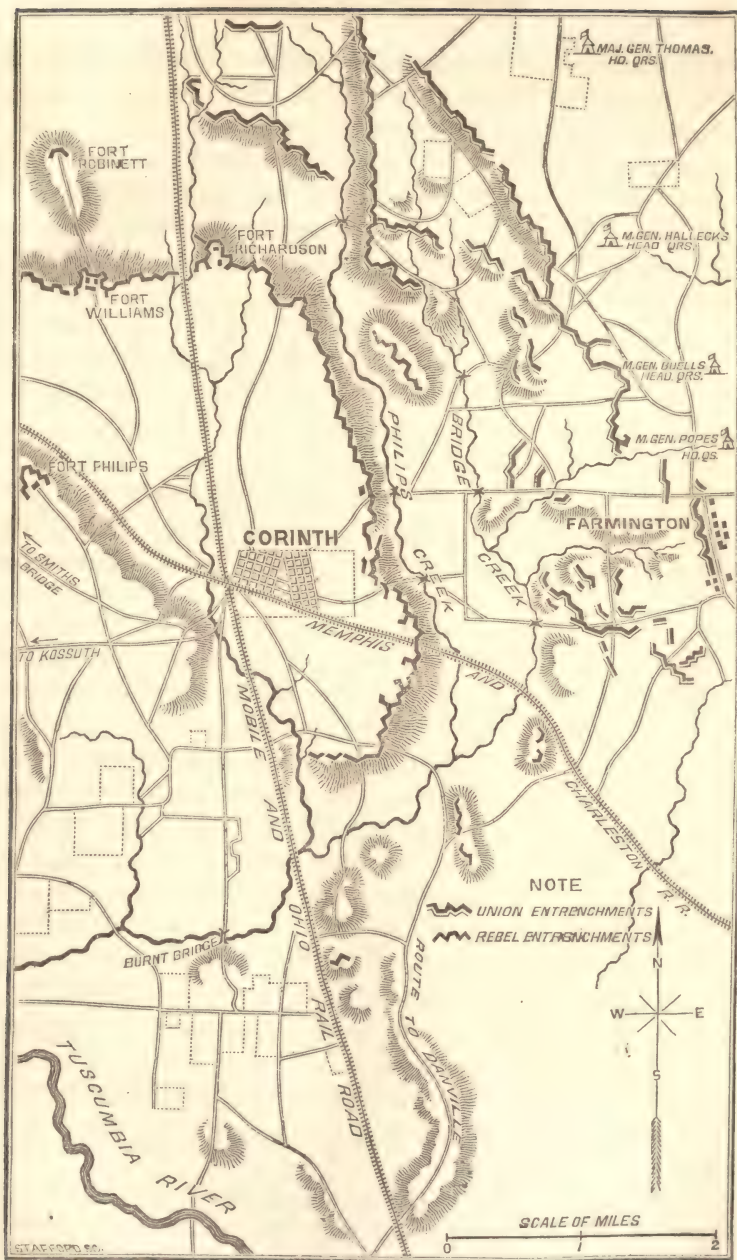 MAJ. GEN. THOMAS.
HD. QRS.
FORT
ROBINETT
M. GEN. HALLECKS
HEAD QRS.
FORT
RICHARDSON
FORT
WILLIAMS
M. GEN. BUELLS
HEAD. QRS.
M. GEN. POPES
HD. QS.
PHILIPS
CREEK
BRIDGE
CREEK
FORT PHILIPS
FARMINGTON
CORINTH
TO SMITHS
BRIDGE
TO KOSSUTH
MEMPHIS AND CHARLESTON R. R.
MOBILE AND OHIO RAIL ROAD
NOTE
UNION ENTRENCHMENTS
REBEL ENTRENCHMENTS
BURNT BRIDGE
ROUTE TO DANVILLE
N
W
E
S
TUSCUMBIA
RIVER
SCALE OF MILES
0 1 2